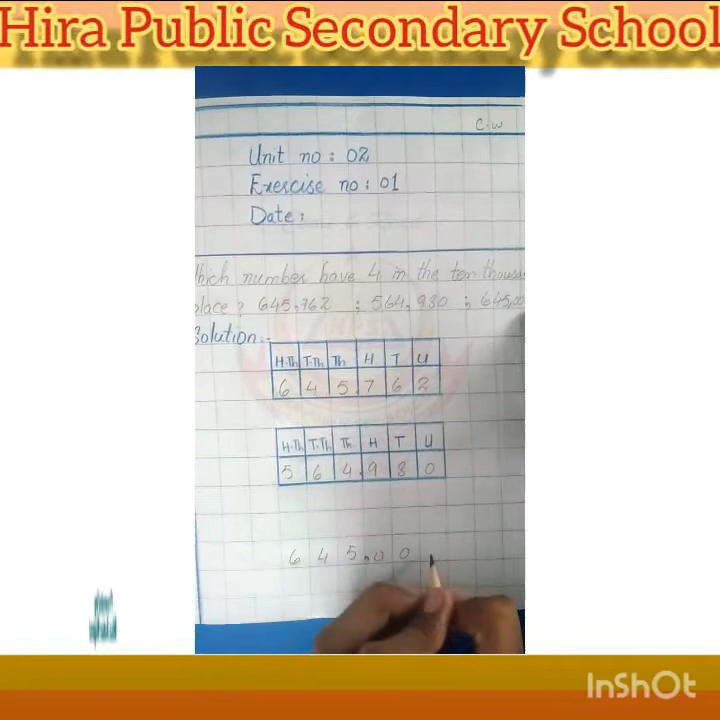 Hira Public Secondary School
C.W
Unit no : 02
Exercise no : 01
Date :
hich number have 4 in the ten thousa
place ? 645,762 ; 564,980 ; 645,00
Solution :-
H.Th T.Th Th H T U
6 4 5,7 6 2
H.Th T.Th Th H T U
5 6 4,9 8 0
6 4 5,0 0
InShOt